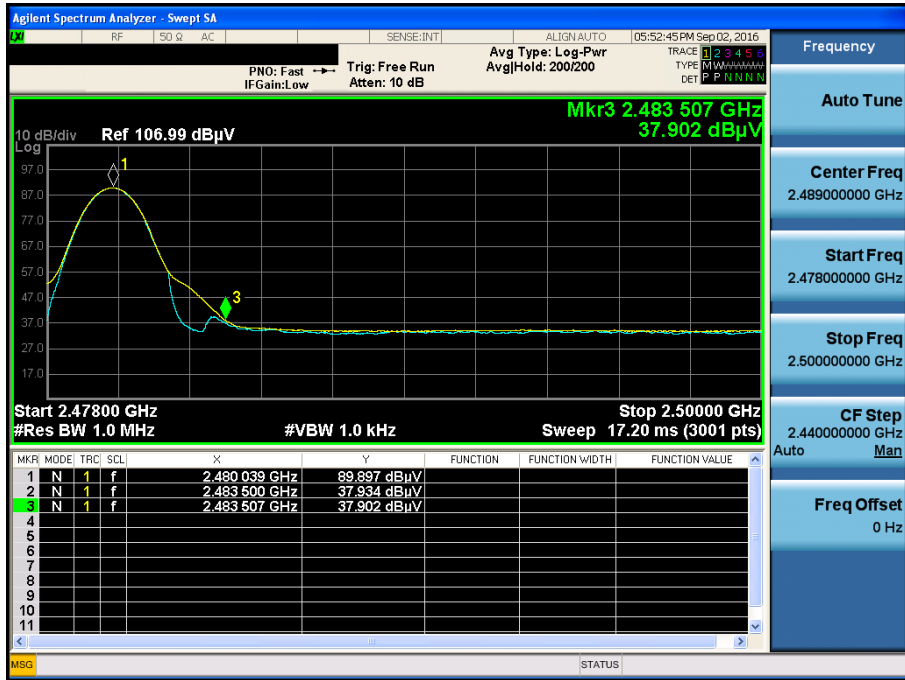 Agilent Spectrum Analyzer - Swept SA
LXI RF 50 Ω AC SENSE:INT ALIGN AUTO 05:52:45 PM Sep 02, 2016
PNO: Fast Trig: Free Run Avg Type: Log-Pwr TRACE 1 2 3 4 5 6
IFGain:Low Atten: 10 dB Avg|Hold: 200/200 TYPE M W W W W W
DET P P N N N N
Frequency
Mkr3 2.483 507 GHz
37.902 dBµV
10 dB/div Ref 106.99 dBµV
Log
97.0
87.0
77.0
67.0
57.0
47.0
37.0
27.0
17.0
1
3
Start 2.47800 GHz Stop 2.50000 GHz
#Res BW 1.0 MHz #VBW 1.0 kHz Sweep 17.20 ms (3001 pts)
MKR MODE TRC SCL X Y FUNCTION FUNCTION WIDTH FUNCTION VALUE
1 N 1 f 2.480 039 GHz 89.897 dBµV
2 N 1 f 2.483 500 GHz 37.934 dBµV
3 N 1 f 2.483 507 GHz 37.902 dBµV
4
5
6
7
8
9
10
11
MSG STATUS
Auto Tune
Center Freq
2.489000000 GHz
Start Freq
2.478000000 GHz
Stop Freq
2.500000000 GHz
CF Step
2.440000000 GHz
Auto Man
Freq Offset
0 Hz